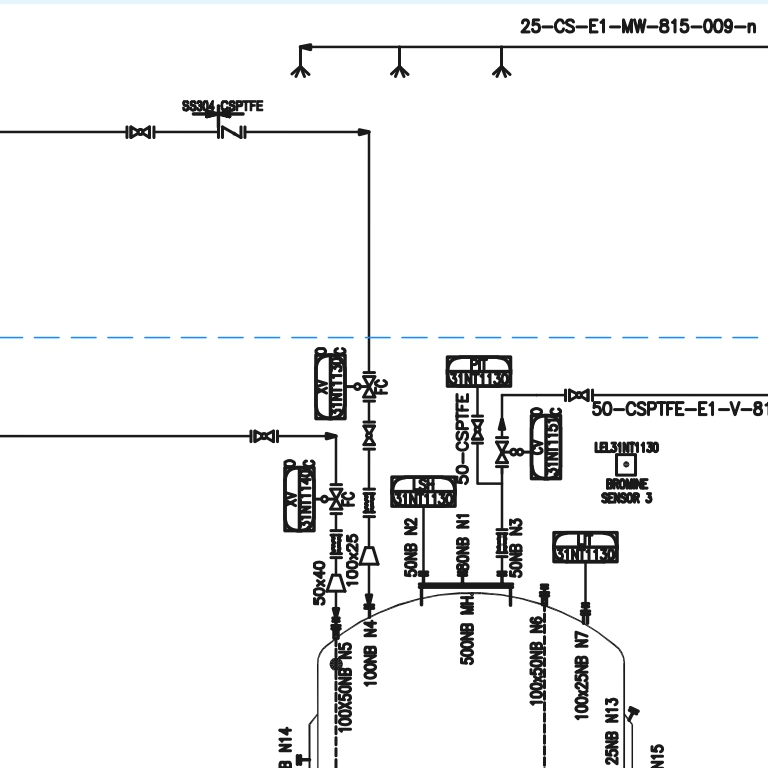 25-CS-E1-MW-815-009-n
SS304 CSPTFE
O
XV
31NT1130
C
FC
PIT
31NT1130
50-CSPTFE
50-CSPTFE-E1-V-81
O
CV
31NT1151
C
LEL31NT1130
BROMINE
SENSOR 3
O
XV
31NT1140
C
FC
LSH
31NT1130
LIT
31NT1130
50x40
100x25
50NB N2
80NB N1
50NB N3
500NB MH.
100X50NB N5
100NB N4
100x50NB N6
100x25NB N7
B N14
25NB N13
N15